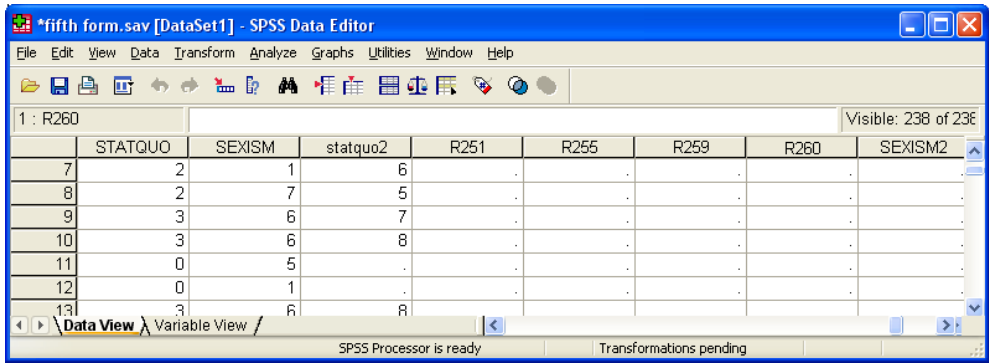 *fifth form.sav [DataSet1] - SPSS Data Editor
File Edit View Data Transform Analyze Graphs Utilities Window Help
1 : R260 Visible: 238 of 238
STATQUO SEXISM statquo2 R251 R255 R259 R260 SEXISM2
7 2 1 6 . . . . .
8 2 7 5 . . . . .
9 3 6 7 . . . . .
10 3 6 8 . . . . .
11 0 5 . . . . . .
12 0 1 . . . . . .
13 3 6 8
Data View Variable View
SPSS Processor is ready Transformations pending